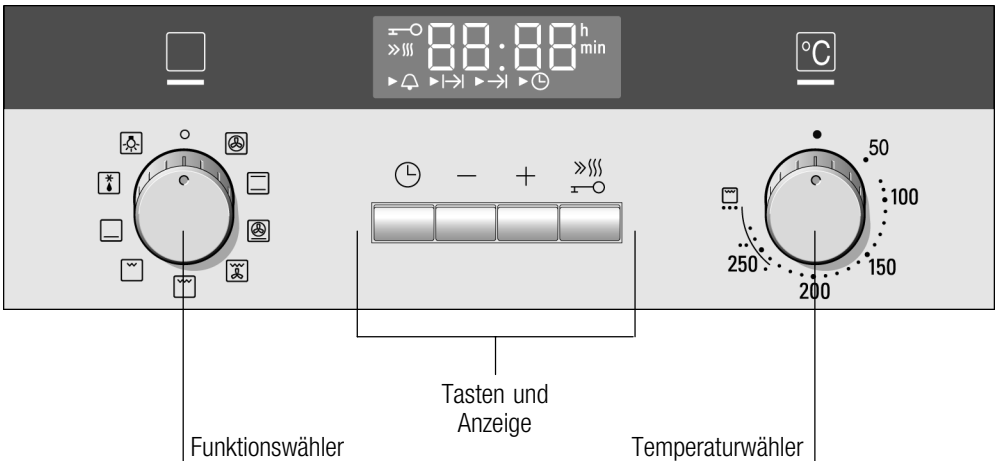 88:88 h
min
°C
50
100
150
200
250
Tasten und
Anzeige
Funktionswähler
Temperaturwähler